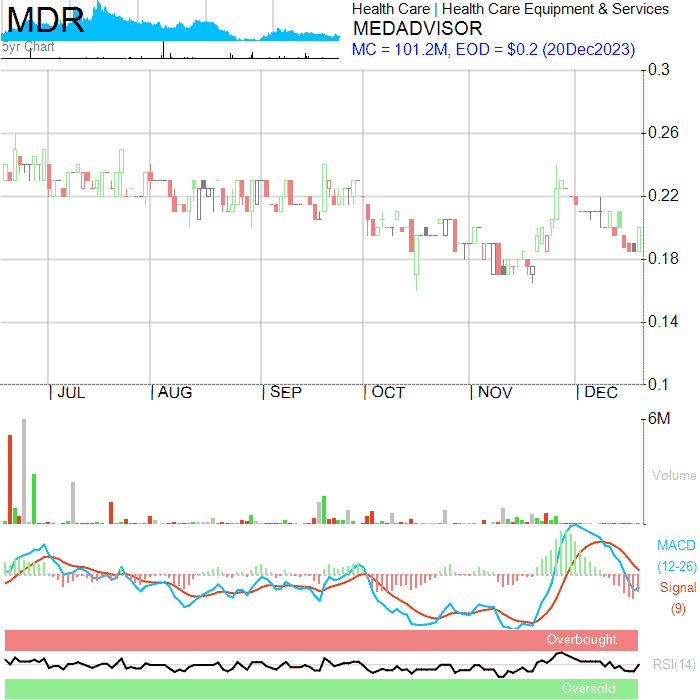 MDR
5yr Chart
Health Care | Health Care Equipment & Services
MEDADVISOR
MC = 101.2M, EOD = $0.2 (20Dec2023)
0.3
0.26
0.22
0.18
0.14
0.1
JUL AUG SEP OCT NOV DEC
6M
Volume
MACD
(12-26)
Signal
(9)
Overbought
RSI(14)
Oversold